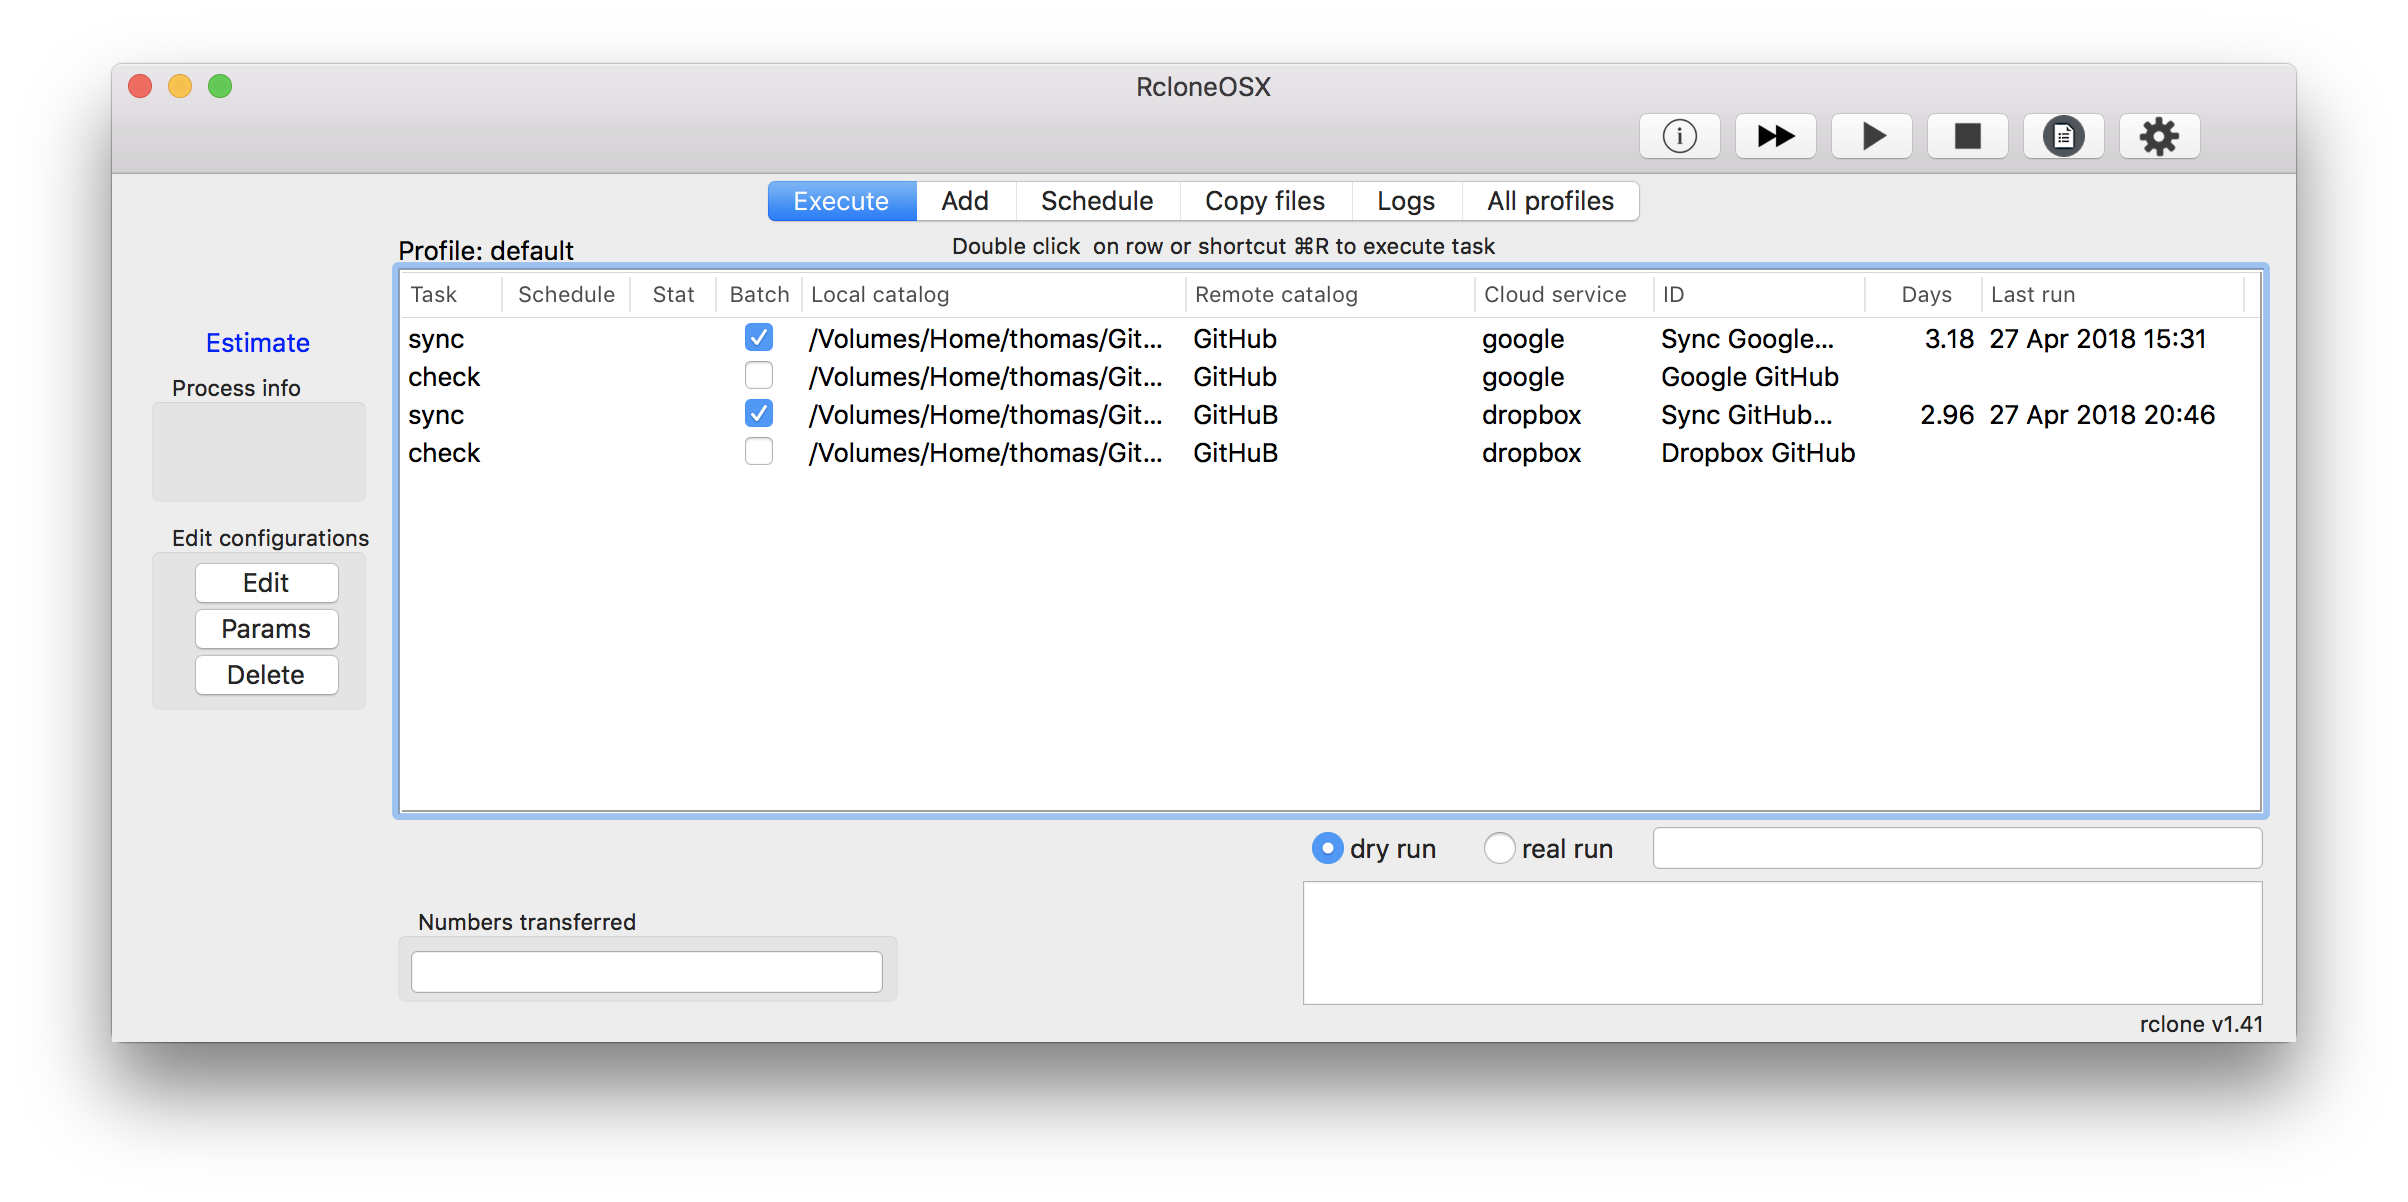 RcloneOSX
Execute Add Schedule Copy files Logs All profiles
Profile: default
Double click on row or shortcut ⌘R to execute task
Task Schedule Stat Batch Local catalog Remote catalog Cloud service ID Days Last run
sync /Volumes/Home/thomas/Git... GitHub google Sync Google... 3.18 27 Apr 2018 15:31
check /Volumes/Home/thomas/Git... GitHub google Google GitHub
sync /Volumes/Home/thomas/Git... GitHuB dropbox Sync GitHub... 2.96 27 Apr 2018 20:46
check /Volumes/Home/thomas/Git... GitHuB dropbox Dropbox GitHub
Estimate
Process info
Edit configurations
Edit
Params
Delete
dry run real run
Numbers transferred
rclone v1.41